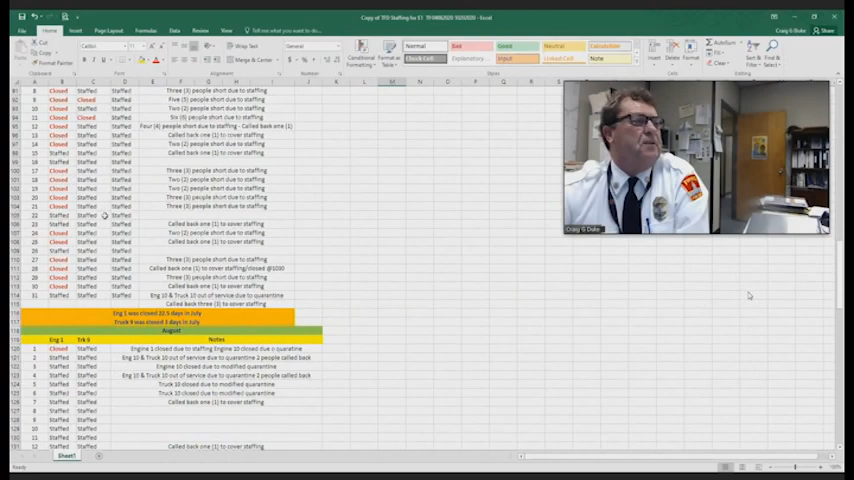 Copy of TFD Staffing for E1 TF04082020 10202020 - Excel
Craig G Duke
Share
File Home Insert Page Layout Formulas Data Review View Tell me what you want to do...
Cut
Copy
Format Painter
Calibri 11
Wrap Text
Merge & Center
General
Conditional Formatting
Format as Table
Normal Bad Good Neutral Calculation
Check Cell Explanatory... Input Linked Cell Note
Insert Delete Format
AutoSum
Fill
Clear
Sort & Filter
Find & Select
Clipboard Font Alignment Number Styles Cells Editing
A B C D E F G H I J K L M N O P Q R
8 Closed Staffed Staffed Three (3) people short due to staffing
9 Closed Closed Staffed Five (5) people short due to staffing
10 Closed Staffed Staffed Two (2) people short due to staffing
11 Closed Closed Staffed Six (6) people short due to staffing
12 Closed Staffed Staffed Four (4) people short due to staffing - Called back one (1)
13 Closed Staffed Staffed Called back one (1) to cover staffing
14 Closed Staffed Staffed Two (2) people short due to staffing
15 Staffed Staffed Staffed Called back one (1) to cover staffing
Staffed Staffed Staffed
17 Closed Staffed Staffed Three (3) people short due to staffing
18 Closed Staffed Staffed Two (2) people short due to staffing
19 Closed Staffed Staffed Two (2) people short due to staffing
20 Closed Staffed Staffed Three (3) people short due to staffing
21 Closed Staffed Staffed Three (3) people short due to staffing
22 Staffed Staffed Staffed
Closed Staffed Staffed Called back one (1) to cover staffing
24 Closed Staffed Staffed Two (2) people short due to staffing
Closed Staffed Staffed Called back one (1) to cover staffing
Staffed Staffed Staffed
27 Closed Staffed Staffed Three (3) people short due to staffing
28 Closed Staffed Staffed Called back one (1) to cover staffing/closed @1030
29 Closed Staffed Staffed Three (3) people short due to staffing
30 Closed Staffed Staffed Called back one (1) to cover staffing
31 Staffed Staffed Staffed Eng 10 & Truck 10 out of service due to quarantine
Called back three (3) to cover staffing
Eng 1 was closed 22.5 days in July
Truck 9 was closed 3 days in July
August
Eng 1 Trk 9 Notes
1 Closed Staffed Engine 1 closed due to staffing Engine 10 closed due o quaratine
2 Staffed Staffed Eng 10 & Truck 10 out of service due to quarantine 2 people called back
3 Staffed Staffed Engine 10 closed due to modified quarantine
4 Staffed Staffed Eng 10 & Truck 10 out of service due to quarantine 2 people called back
5 Staffed Staffed Truck 10 closed due to modified quarantine
6 Staffed Staffed Truck 10 closed due to modified quarantine
7 Staffed Staffed Called back one (1) to cover staffing
8 Staffed Staffed
9 Staffed Staffed
10 Staffed Staffed
11 Staffed Staffed
12 Staffed Staffed Called back one (1) to cover staffing
Craig G Duke
Sheet1
Ready